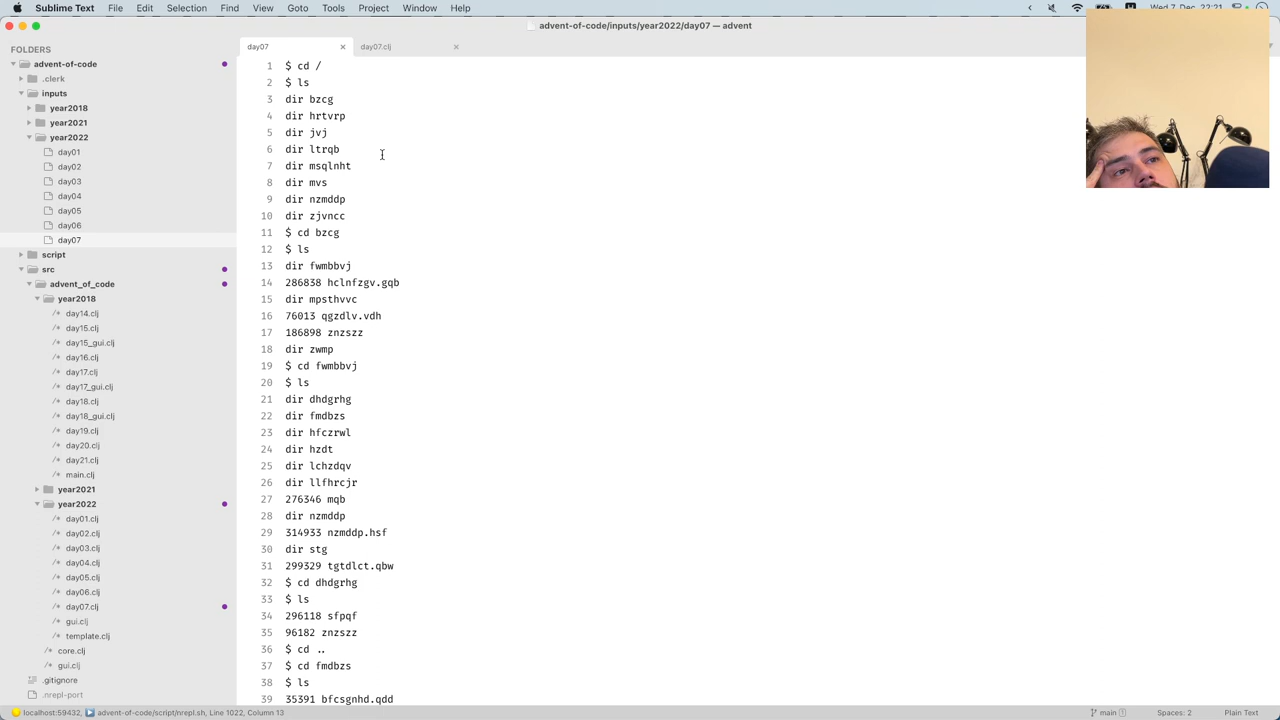 Sublime Text File Edit Selection Find View Goto Tools Project Window Help
Wed 7 Dec 22:21
advent-of-code/inputs/year2022/day07 — advent
FOLDERS
advent-of-code
.clerk
inputs
year2018
year2021
year2022
day01
day02
day03
day04
day05
day06
day07
script
src
advent_of_code
year2018
/* day14.clj
/* day15.clj
/* day15_gui.clj
/* day16.clj
/* day17.clj
/* day17_gui.clj
/* day18.clj
/* day18_gui.clj
/* day19.clj
/* day20.clj
/* day21.clj
/* main.clj
year2021
year2022
/* day01.clj
/* day02.clj
/* day03.clj
/* day04.clj
/* day05.clj
/* day06.clj
/* day07.clj
/* gui.clj
/* template.clj
/* core.clj
/* gui.clj
.gitignore
.nrepl-port
day07 × day07.clj ×
1 $ cd /
2 $ ls
3 dir bzcg
4 dir hrtvrp
5 dir jvj
6 dir ltrqb
7 dir msqlnht
8 dir mvs
9 dir nzmddp
10 dir zjvncc
11 $ cd bzcg
12 $ ls
13 dir fwmbbvj
14 286838 hclnfzgv.gqb
15 dir mpsthvvc
16 76013 qgzdlv.vdh
17 186898 znzszz
18 dir zwmp
19 $ cd fwmbbvj
20 $ ls
21 dir dhdgrhg
22 dir fmdbzs
23 dir hfczrwl
24 dir hzdt
25 dir lchzdqv
26 dir llfhrcjr
27 276346 mqb
28 dir nzmddp
29 314933 nzmddp.hsf
30 dir stg
31 299329 tgtdlct.qbw
32 $ cd dhdgrhg
33 $ ls
34 296118 sfpqf
35 96182 znzszz
36 $ cd ..
37 $ cd fmdbzs
38 $ ls
39 35391 bfcsgnhd.qdd
localhost:59432, advent-of-code/script/nrepl.sh, Line 1022, Column 13
main 1 Spaces: 2 Plain Text